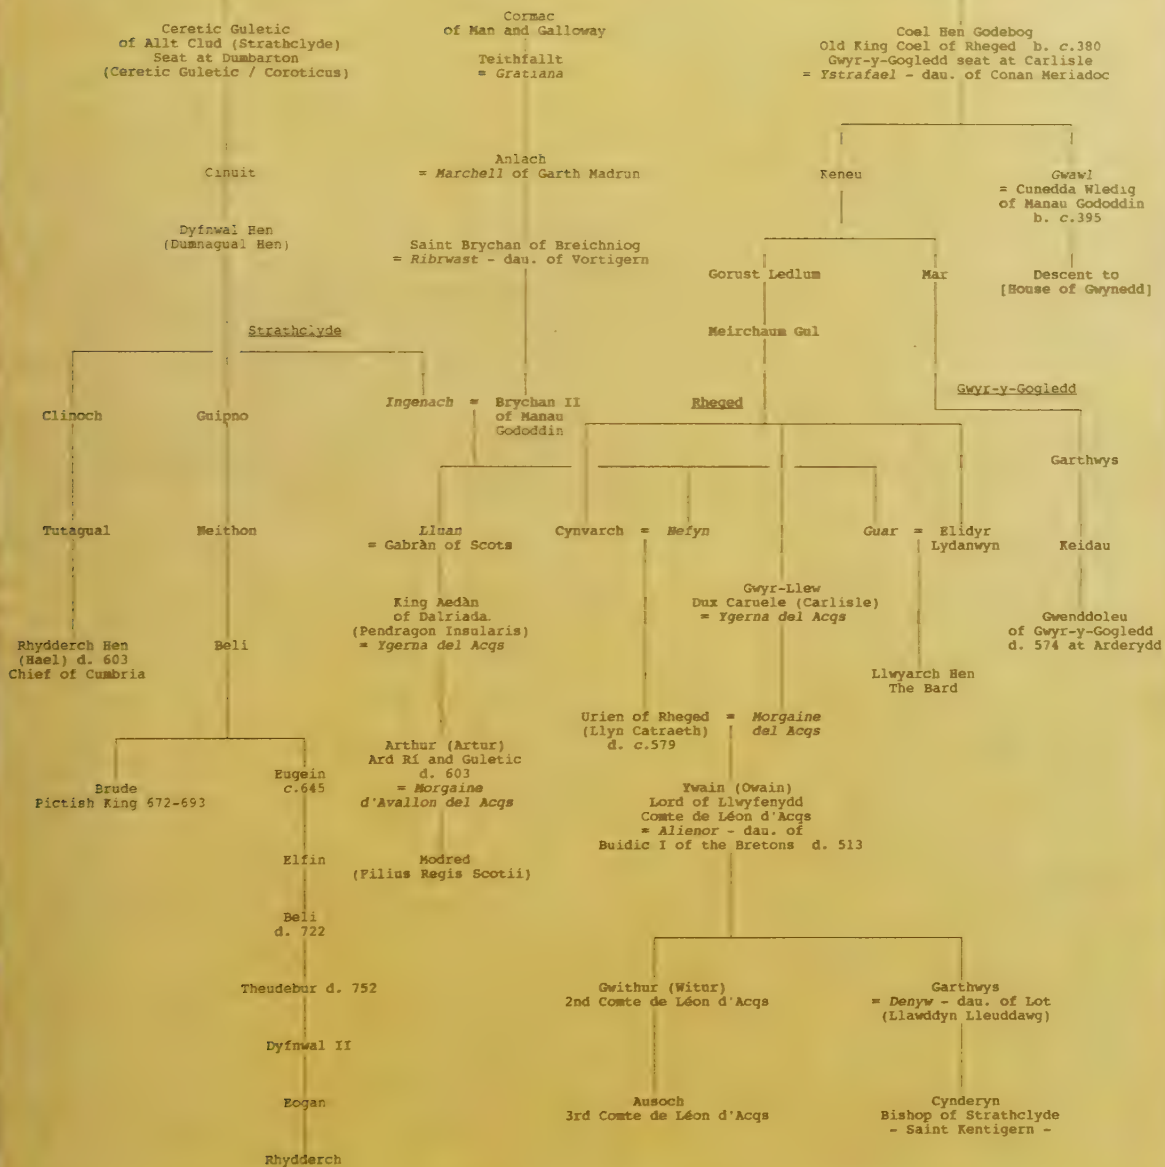 Ceretic Guletic
of Allt Clud (Strathclyde)
Seat at Dumbarton
(Ceretic Guletic / Coroticus)
Cormac
of Man and Galloway
Teithfallt
= Gratiana
Coel Hen Godebog
Old King Coel of Rheged b. c.380
Gwyr-y-Gogledd seat at Carlisle
= Ystrafael - dau. of Conan Meriadoc
Cinuit
Anlach
= Marchell of Garth Madrun
Keneu
Gwawl
= Cunedda Wledig
of Manau Gododdin
b. c.395
Dyfnwal Hen
(Dumnagual Hen)
Saint Brychan of Breichniog
= Ribrwast - dau. of Vortigern
Gorust Ledlum
Mar
Descent to
[House of Gwynedd]
Strathclyde
Meirchaum Gul
Gwyr-y-Gogledd
Clinoch
Guipno
Ingenach = Brychan II
of Manau
Gododdin
Rheged
Garthwys
Tutagual
Neithon
Lluan
= Gabràn of Scots
Cynvarch = Nefyn
Guar = Elidyr
Lydanwyn
Keidau
King Aedàn
of Dalriada
(Pendragon Insularis)
= Ygerna del Acqs
Gwyr-Llew
Dux Caruele (Carlisle)
= Ygerna del Acqs
Gwenddoleu
of Gwyr-y-Gogledd
d. 574 at Arderydd
Rhydderch Hen
(Hael) d. 603
Chief of Cumbria
Beli
Llwyarch Hen
The Bard
Urien of Rheged = Morgaine
(Llyn Catraeth) del Acqs
d. c.579
Brude
Pictish King 672-693
Eugein
c.645
Arthur (Artur)
Ard Rí and Guletic
d. 603
= Morgaine
d'Avallon del Acqs
Ywain (Owain)
Lord of Llwyfenydd
Comte de Léon d'Acqs
= Alienor - dau. of
Buidic I of the Bretons d. 513
Elfin
Modred
(Filius Regis Scotii)
Beli
d. 722
Theudebur d. 752
Gwithur (Witur)
2nd Comte de Léon d'Acqs
Garthwys
= Denyw - dau. of Lot
(Llawddyn Lleuddawg)
Dyfnwal II
Eogan
Ausoch
3rd Comte de Léon d'Acqs
Cynderyn
Bishop of Strathclyde
- Saint Kentigern -
Rhydderch